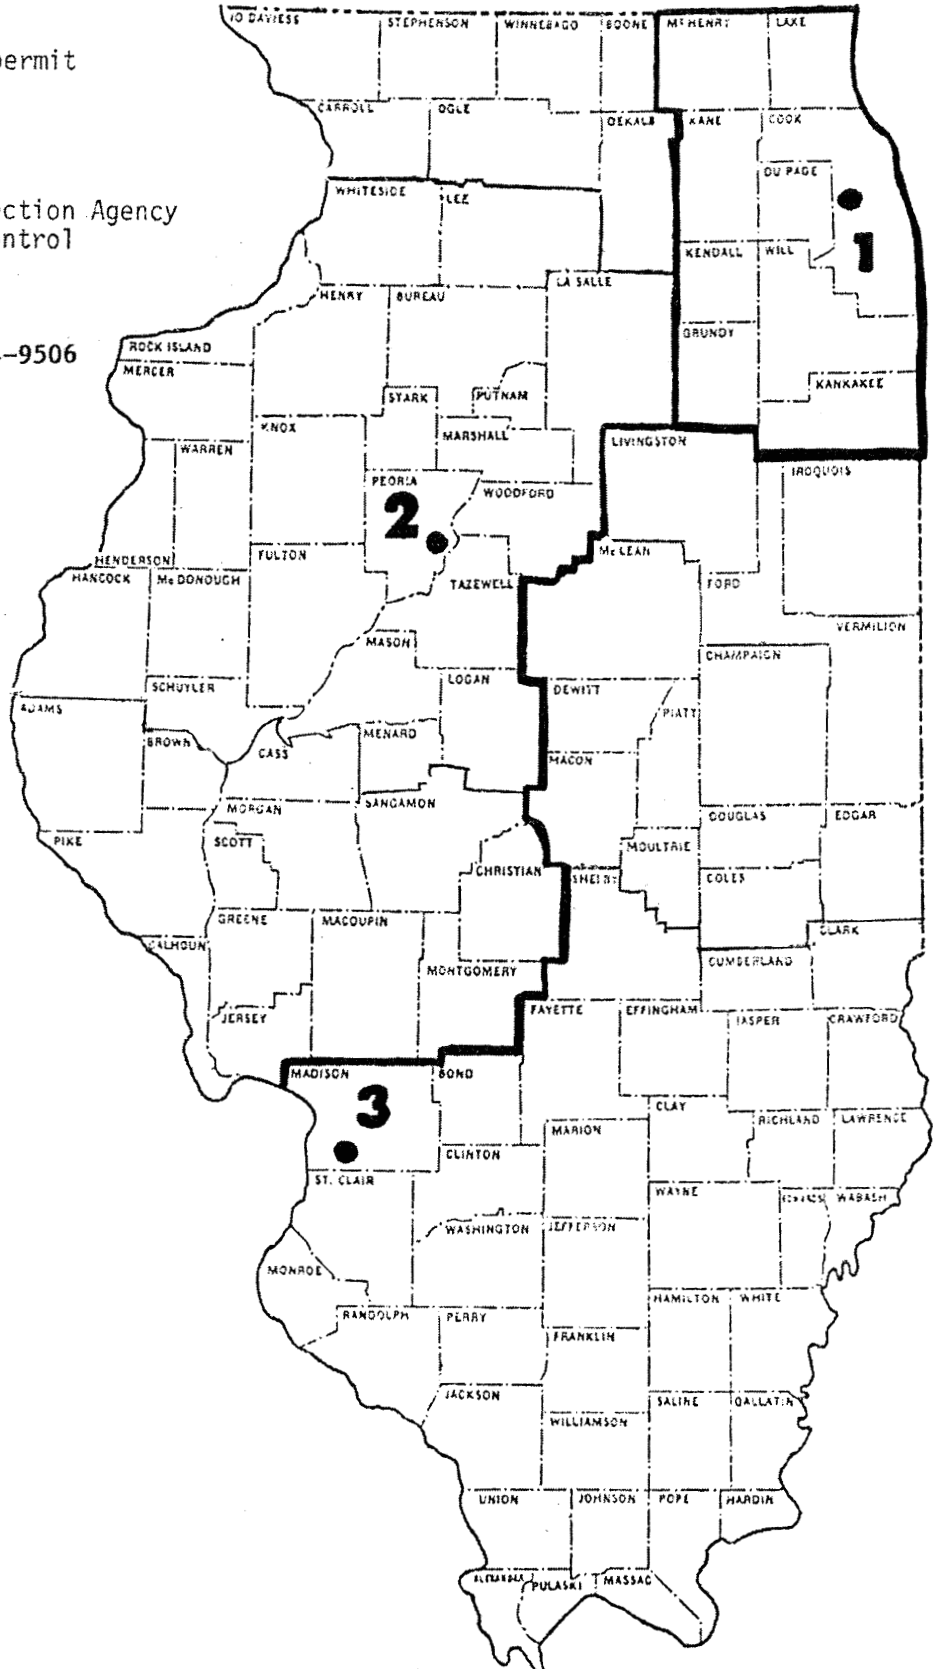 JO DAVIESS STEPHENSON WINNEBAGO BOONE McHENRY LAKE
permit
CARROLL OGLE DEKALB KANE COOK
DU PAGE
WHITESIDE LEE
ction Agency
ntrol
1
KENDALL WILL
LA SALLE
HENRY BUREAU
GRUNDY
ROCK ISLAND
-9506
MERCER
KANKAKEE
STARK PUTNAM
KNOX
MARSHALL
LIVINGSTON
WARREN
IROQUOIS
PEORIA
WOODFORD
2
McLEAN
FULTON
HENDERSON
HANCOCK McDONOUGH
TAZEWELL
FORD
VERMILION
MASON
CHAMPAIGN
LOGAN
SCHUYLER
DEWITT
ADAMS
PIATT
MENARD
BROWN
CASS
MACON
SANGAMON
MORGAN
DOUGLAS EDGAR
PIKE SCOTT
MOULTRIE
CHRISTIAN
SHELBY COLES
GREENE MACOUPIN
CLARK
CALHOUN
CUMBERLAND
MONTGOMERY
FAYETTE EFFINGHAM
JERSEY
JASPER CRAWFORD
MADISON BOND
3
CLAY
RICHLAND LAWRENCE
MARION
CLINTON
ST. CLAIR
WAYNE
EDWARDS WABASH
WASHINGTON JEFFERSON
MONROE
HAMILTON WHITE
RANDOLPH PERRY
FRANKLIN
JACKSON
SALINE GALLATIN
WILLIAMSON
UNION JOHNSON POPE HARDIN
ALEXANDER PULASKI MASSAC